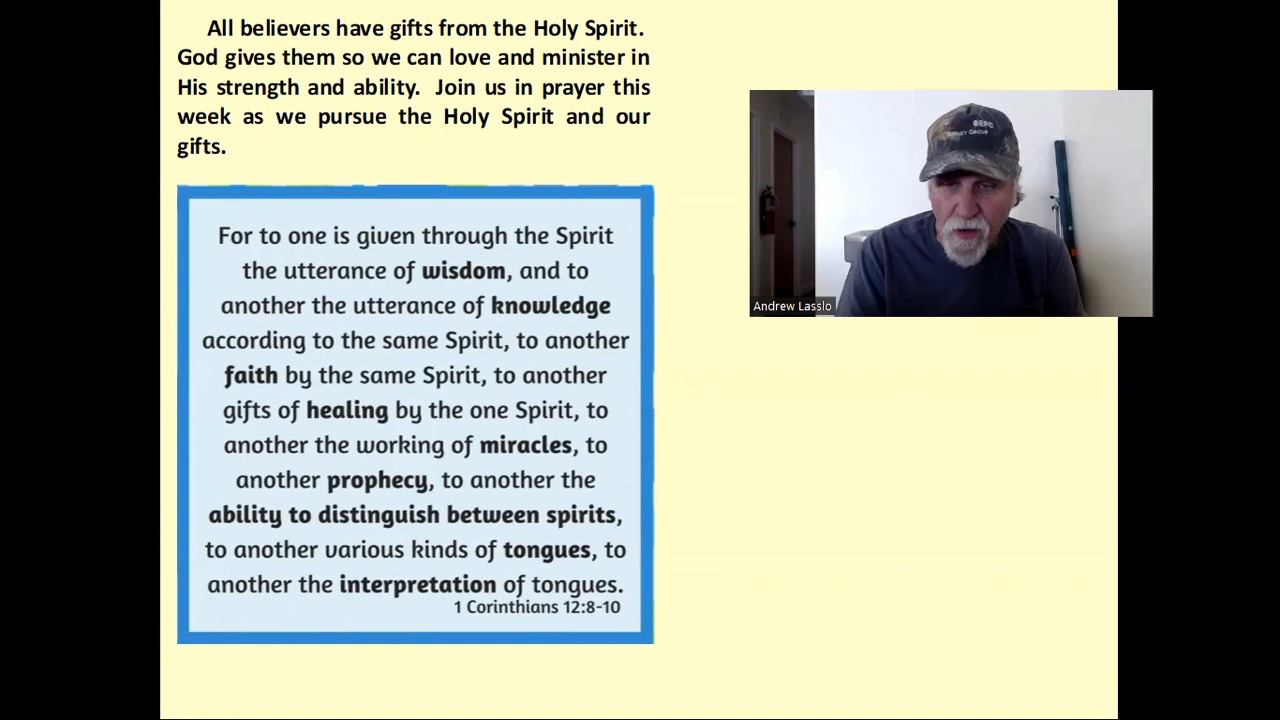 All believers have gifts from the Holy Spirit.
God gives them so we can love and minister in
His strength and ability. Join us in prayer this
week as we pursue the Holy Spirit and our
gifts.
For to one is given through the Spirit
the utterance of wisdom, and to
another the utterance of knowledge
according to the same Spirit, to another
faith by the same Spirit, to another
gifts of healing by the one Spirit, to
another the working of miracles, to
another prophecy, to another the
ability to distinguish between spirits,
to another various kinds of tongues, to
another the interpretation of tongues.
1 Corinthians 12:8-10
GROUP
Andrew Lasslo